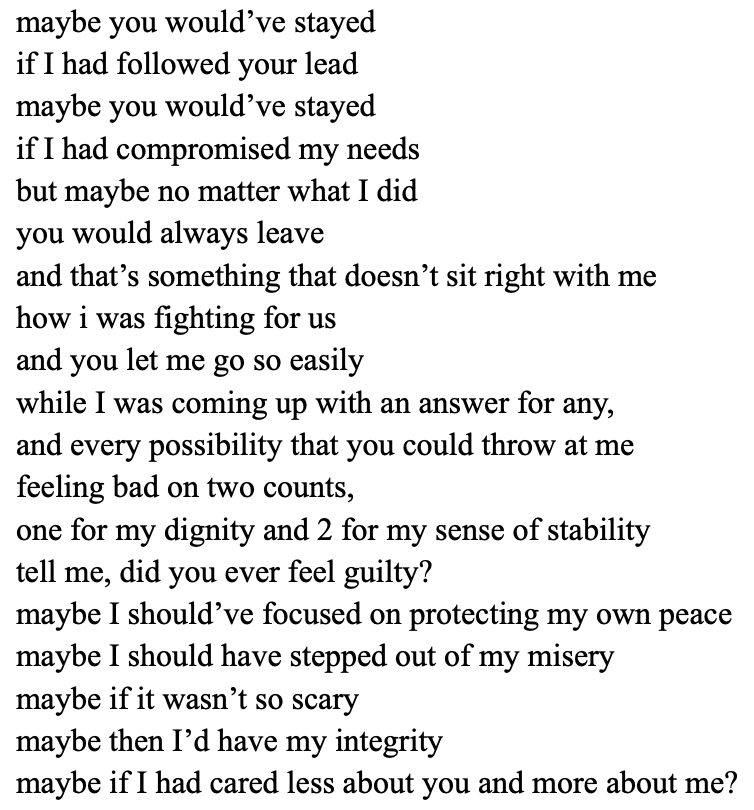 maybe you would’ve stayed
if I had followed your lead
maybe you would’ve stayed
if I had compromised my needs
but maybe no matter what I did
you would always leave
and that’s something that doesn’t sit right with me
how i was fighting for us
and you let me go so easily
while I was coming up with an answer for any,
and every possibility that you could throw at me
feeling bad on two counts,
one for my dignity and 2 for my sense of stability
tell me, did you ever feel guilty?
maybe I should’ve focused on protecting my own peace
maybe I should have stepped out of my misery
maybe if it wasn’t so scary
maybe then I’d have my integrity
maybe if I had cared less about you and more about me?